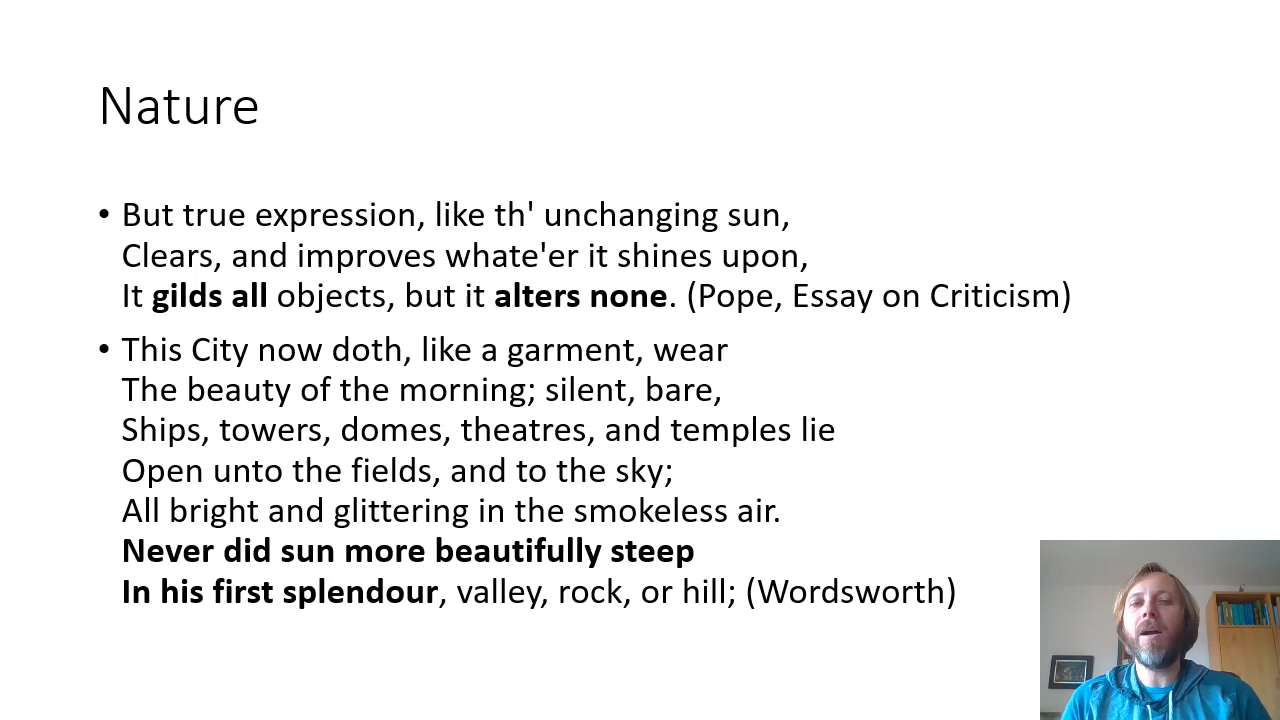 Nature
• But true expression, like th' unchanging sun,
Clears, and improves whate'er it shines upon,
It gilds all objects, but it alters none. (Pope, Essay on Criticism)
• This City now doth, like a garment, wear
The beauty of the morning; silent, bare,
Ships, towers, domes, theatres, and temples lie
Open unto the fields, and to the sky;
All bright and glittering in the smokeless air.
Never did sun more beautifully steep
In his first splendour, valley, rock, or hill; (Wordsworth)